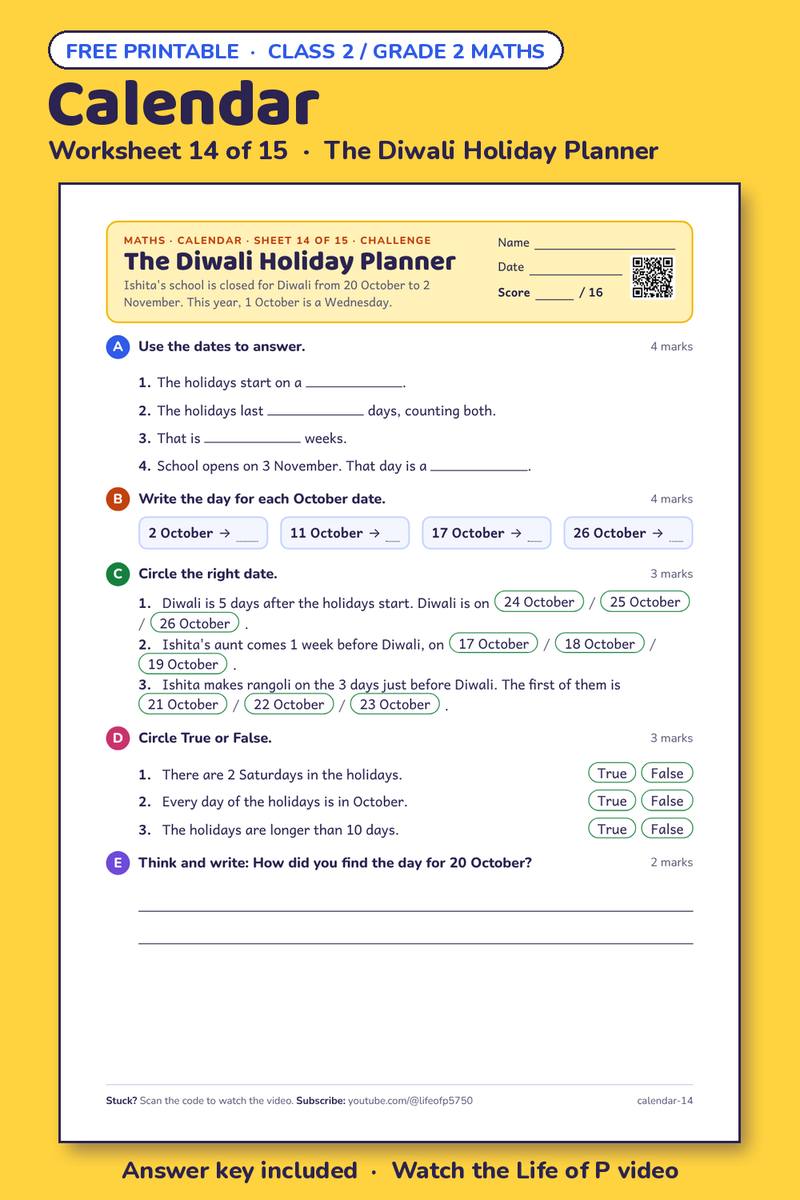 FREE PRINTABLE · CLASS 2 / GRADE 2 MATHS
Calendar
Worksheet 14 of 15 · The Diwali Holiday Planner
MATHS · CALENDAR · SHEET 14 OF 15 · CHALLENGE
The Diwali Holiday Planner
Ishita's school is closed for Diwali from 20 October to 2
November. This year, 1 October is a Wednesday.
Name ____________
Date ____________
Score ______ / 16
A Use the dates to answer. 4 marks
1. The holidays start on a ____________.
2. The holidays last ____________ days, counting both.
3. That is ____________ weeks.
4. School opens on 3 November. That day is a ____________.
B Write the day for each October date. 4 marks
2 October → ___ 11 October → ___ 17 October → ___ 26 October → ___
C Circle the right date. 3 marks
1. Diwali is 5 days after the holidays start. Diwali is on 24 October / 25 October
/ 26 October .
2. Ishita's aunt comes 1 week before Diwali, on 17 October / 18 October /
19 October .
3. Ishita makes rangoli on the 3 days just before Diwali. The first of them is
21 October / 22 October / 23 October .
D Circle True or False. 3 marks
1. There are 2 Saturdays in the holidays. True False
2. Every day of the holidays is in October. True False
3. The holidays are longer than 10 days. True False
E Think and write: How did you find the day for 20 October? 2 marks
Stuck? Scan the code to watch the video. Subscribe: youtube.com/@lifeofp5750 calendar-14
Answer key included · Watch the Life of P video